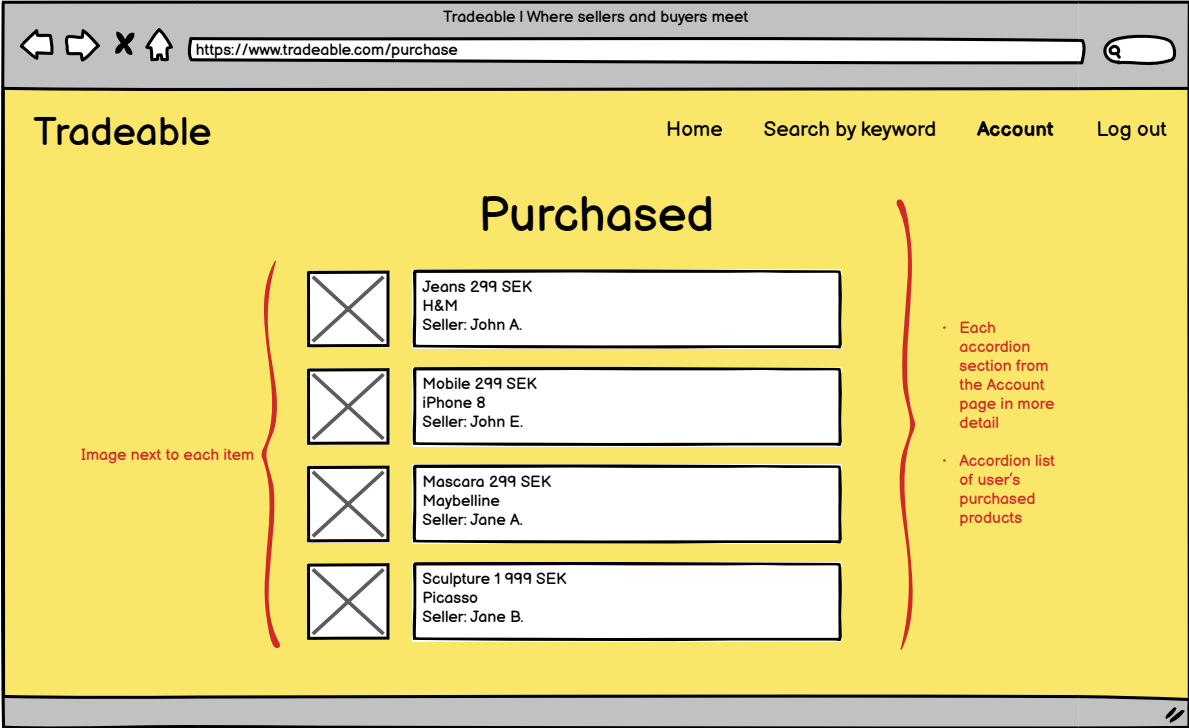 Tradeable | Where sellers and buyers meet
https://www.tradeable.com/purchase
Tradeable
Home
Search by keyword
Account
Log out
Purchased
Jeans 299 SEK
H&M
Seller: John A.
Mobile 299 SEK
iPhone 8
Seller: John E.
Mascara 299 SEK
Maybelline
Seller: Jane A.
Sculpture 1 999 SEK
Picasso
Seller: Jane B.
Image next to each item
· Each
accordion
section from
the Account
page in more
detail
· Accordion list
of user's
purchased
products